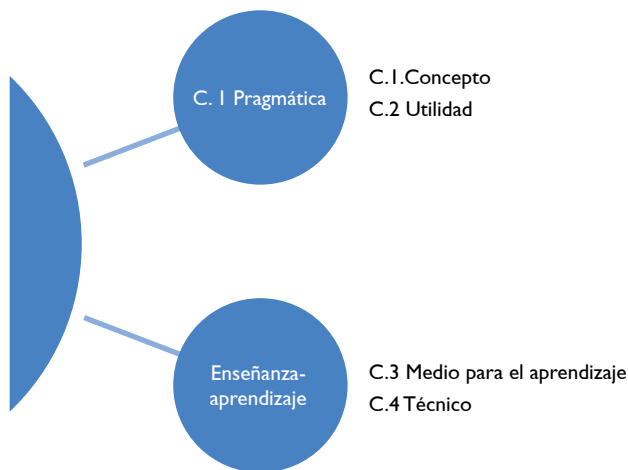 C. 1 Pragmática
C.1.Concepto
C.2 Utilidad
Enseñanza-
aprendizaje
C.3 Medio para el aprendizaje
C.4 Técnico